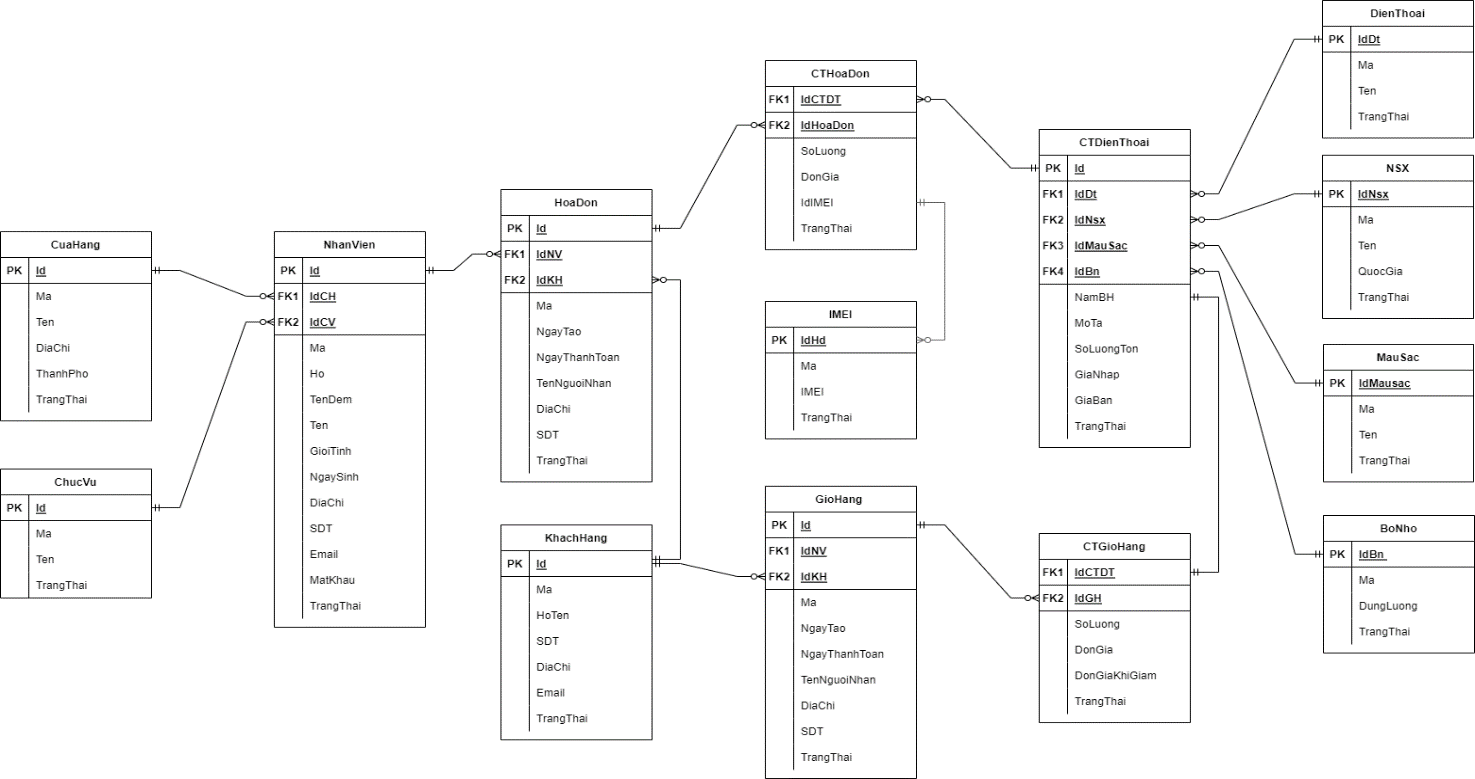 CuaHang
PK Id
Ma
Ten
DiaChi
ThanhPho
TrangThai
ChucVu
PK Id
Ma
Ten
TrangThai
NhanVien
PK Id
FK1 IdCH
FK2 IdCV
Ma
Ho
TenDem
Ten
GioiTinh
NgaySinh
DiaChi
SDT
Email
MatKhau
TrangThai
HoaDon
PK Id
FK1 IdNV
FK2 IdKH
Ma
NgayTao
NgayThanhToan
TenNguoiNhan
DiaChi
SDT
TrangThai
KhachHang
PK Id
Ma
HoTen
SDT
DiaChi
Email
TrangThai
CTHoaDon
FK1 IdCTDT
FK2 IdHoaDon
SoLuong
DonGia
IdIMEI
TrangThai
IMEI
PK IdHd
Ma
IMEI
TrangThai
GioHang
PK Id
FK1 IdNV
FK2 IdKH
Ma
NgayTao
NgayThanhToan
TenNguoiNhan
DiaChi
SDT
TrangThai
CTDienThoai
PK Id
FK1 IdDt
FK2 IdNsx
FK3 IdMauSac
FK4 IdBn
NamBH
MoTa
SoLuongTon
GiaNhap
GiaBan
TrangThai
CTGioHang
FK1 IdCTDT
FK2 IdGH
SoLuong
DonGia
DonGiaKhiGiam
TrangThai
DienThoai
PK IdDt
Ma
Ten
TrangThai
NSX
PK IdNsx
Ma
Ten
QuocGia
TrangThai
MauSac
PK IdMausac
Ma
Ten
TrangThai
BoNho
PK IdBn
Ma
DungLuong
TrangThai